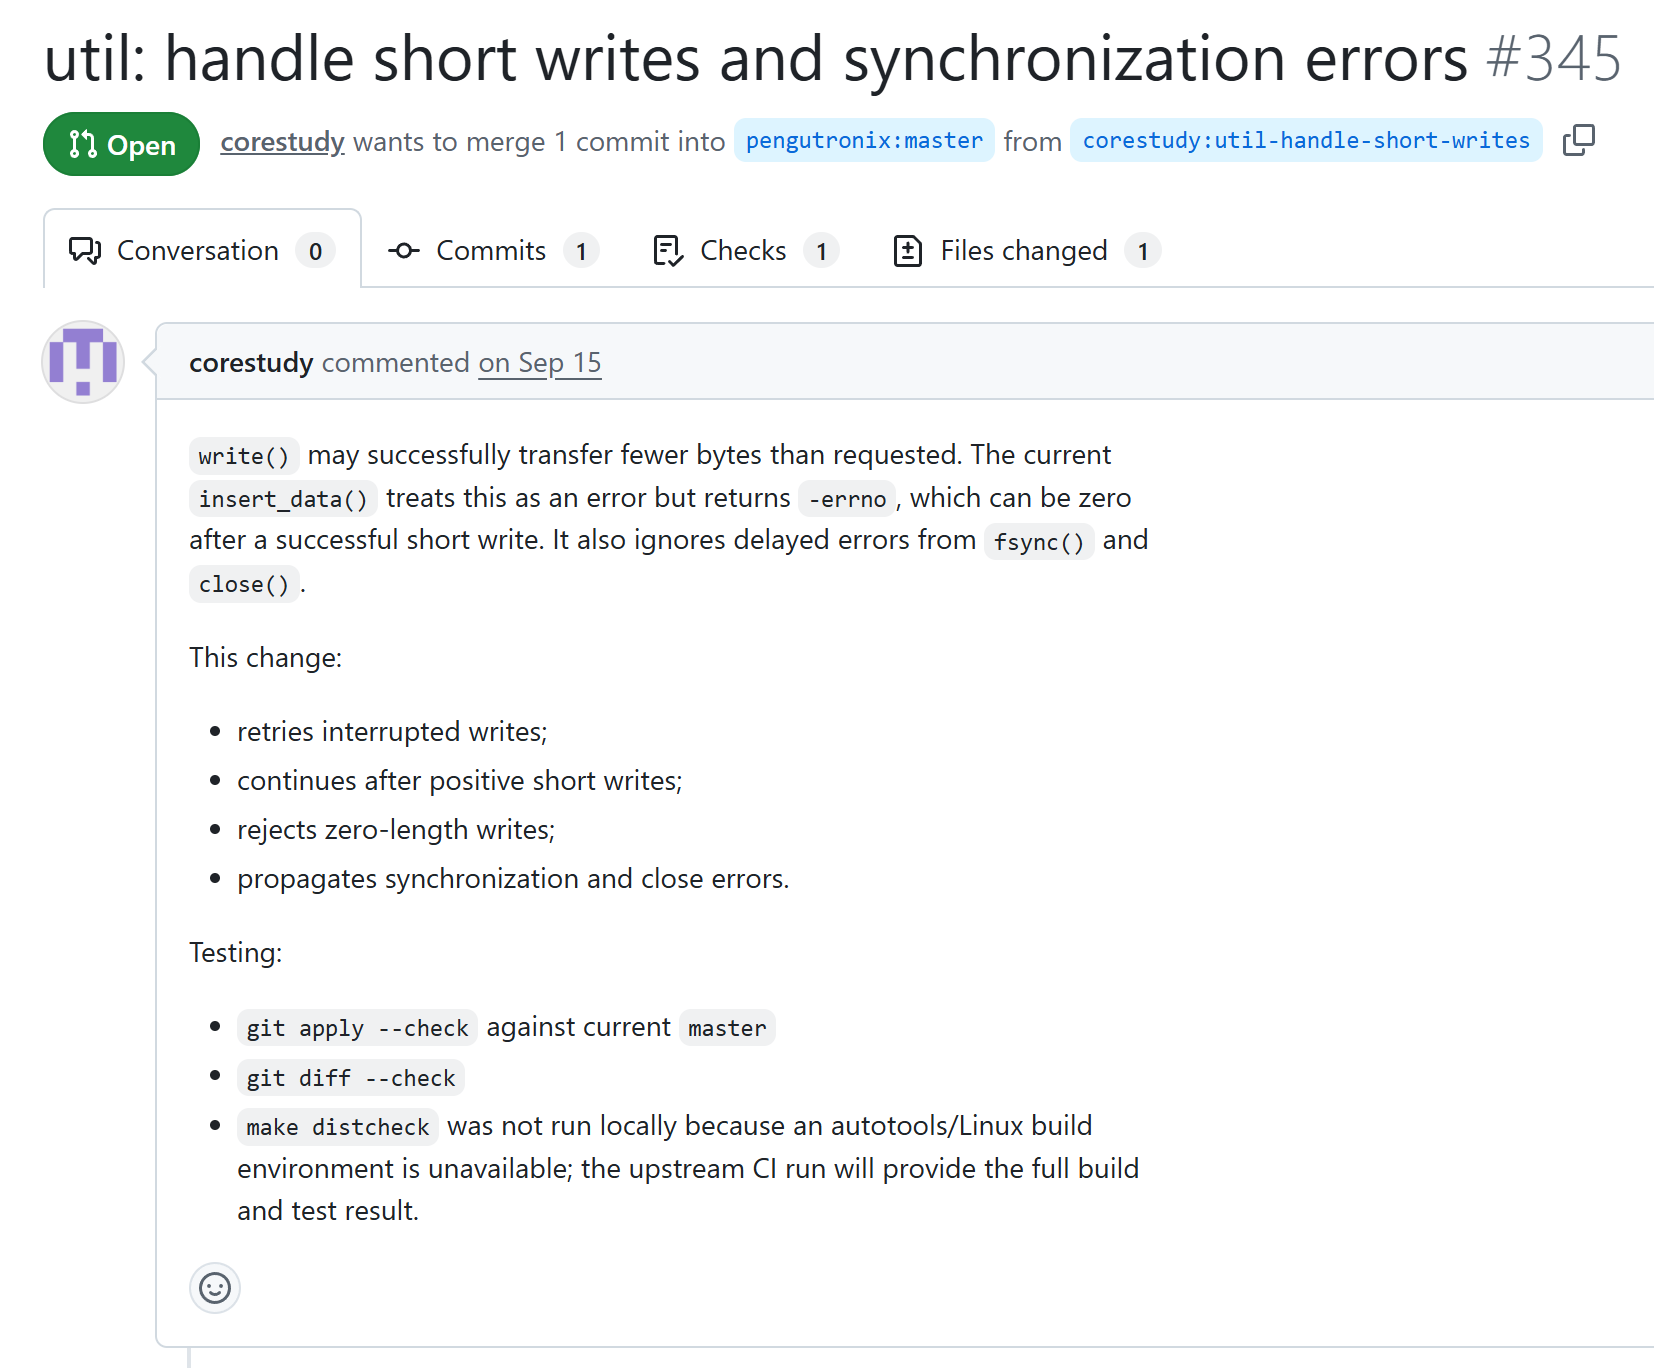 util: handle short writes and synchronization errors #345
Open corestudy wants to merge 1 commit into pengutronix:master from corestudy:util-handle-short-writes
Conversation 0 Commits 1 Checks 1 Files changed 1
corestudy commented on Sep 15
write() may successfully transfer fewer bytes than requested. The current
insert_data() treats this as an error but returns -errno, which can be zero
after a successful short write. It also ignores delayed errors from fsync() and
close().
This change:
• retries interrupted writes;
• continues after positive short writes;
• rejects zero-length writes;
• propagates synchronization and close errors.
Testing:
• git apply --check against current master
• git diff --check
• make distcheck was not run locally because an autotools/Linux build
environment is unavailable; the upstream CI run will provide the full build
and test result.